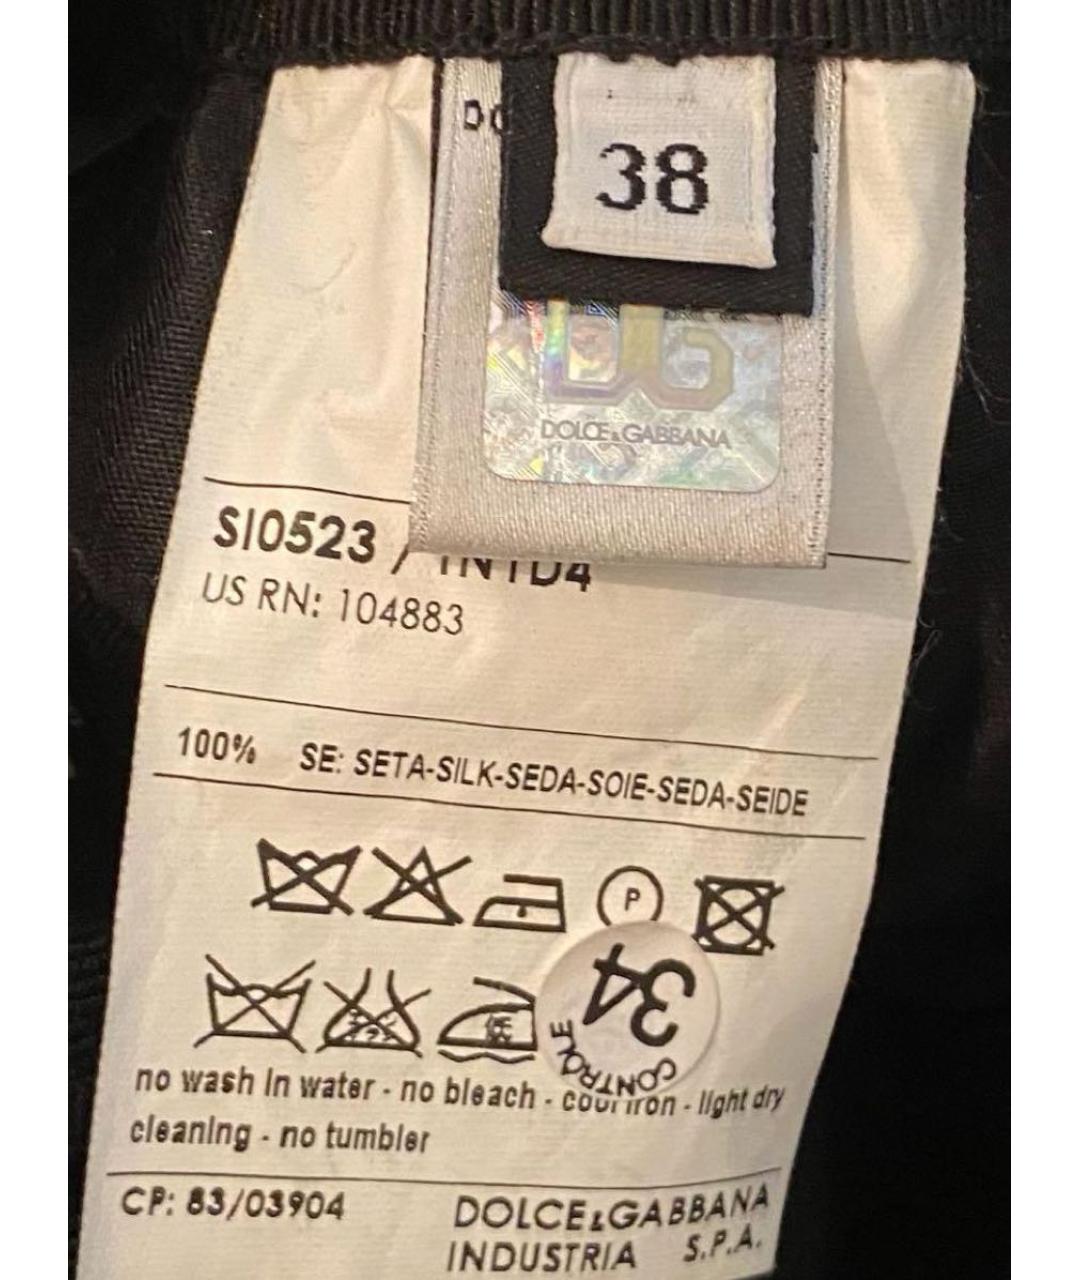 38
DG
DOLCE&GABBANA
SI0523 /
US RN: 104883
100% SE: SETA-SILK-SEDA-SOIE-SEDA-SEIDE
P
34
CONTROLE
no wash in water - no bleach - cool iron - light dry
cleaning - no tumbler
CP: 83/03904
DOLCE&GABBANA
INDUSTRIA S.P.A.